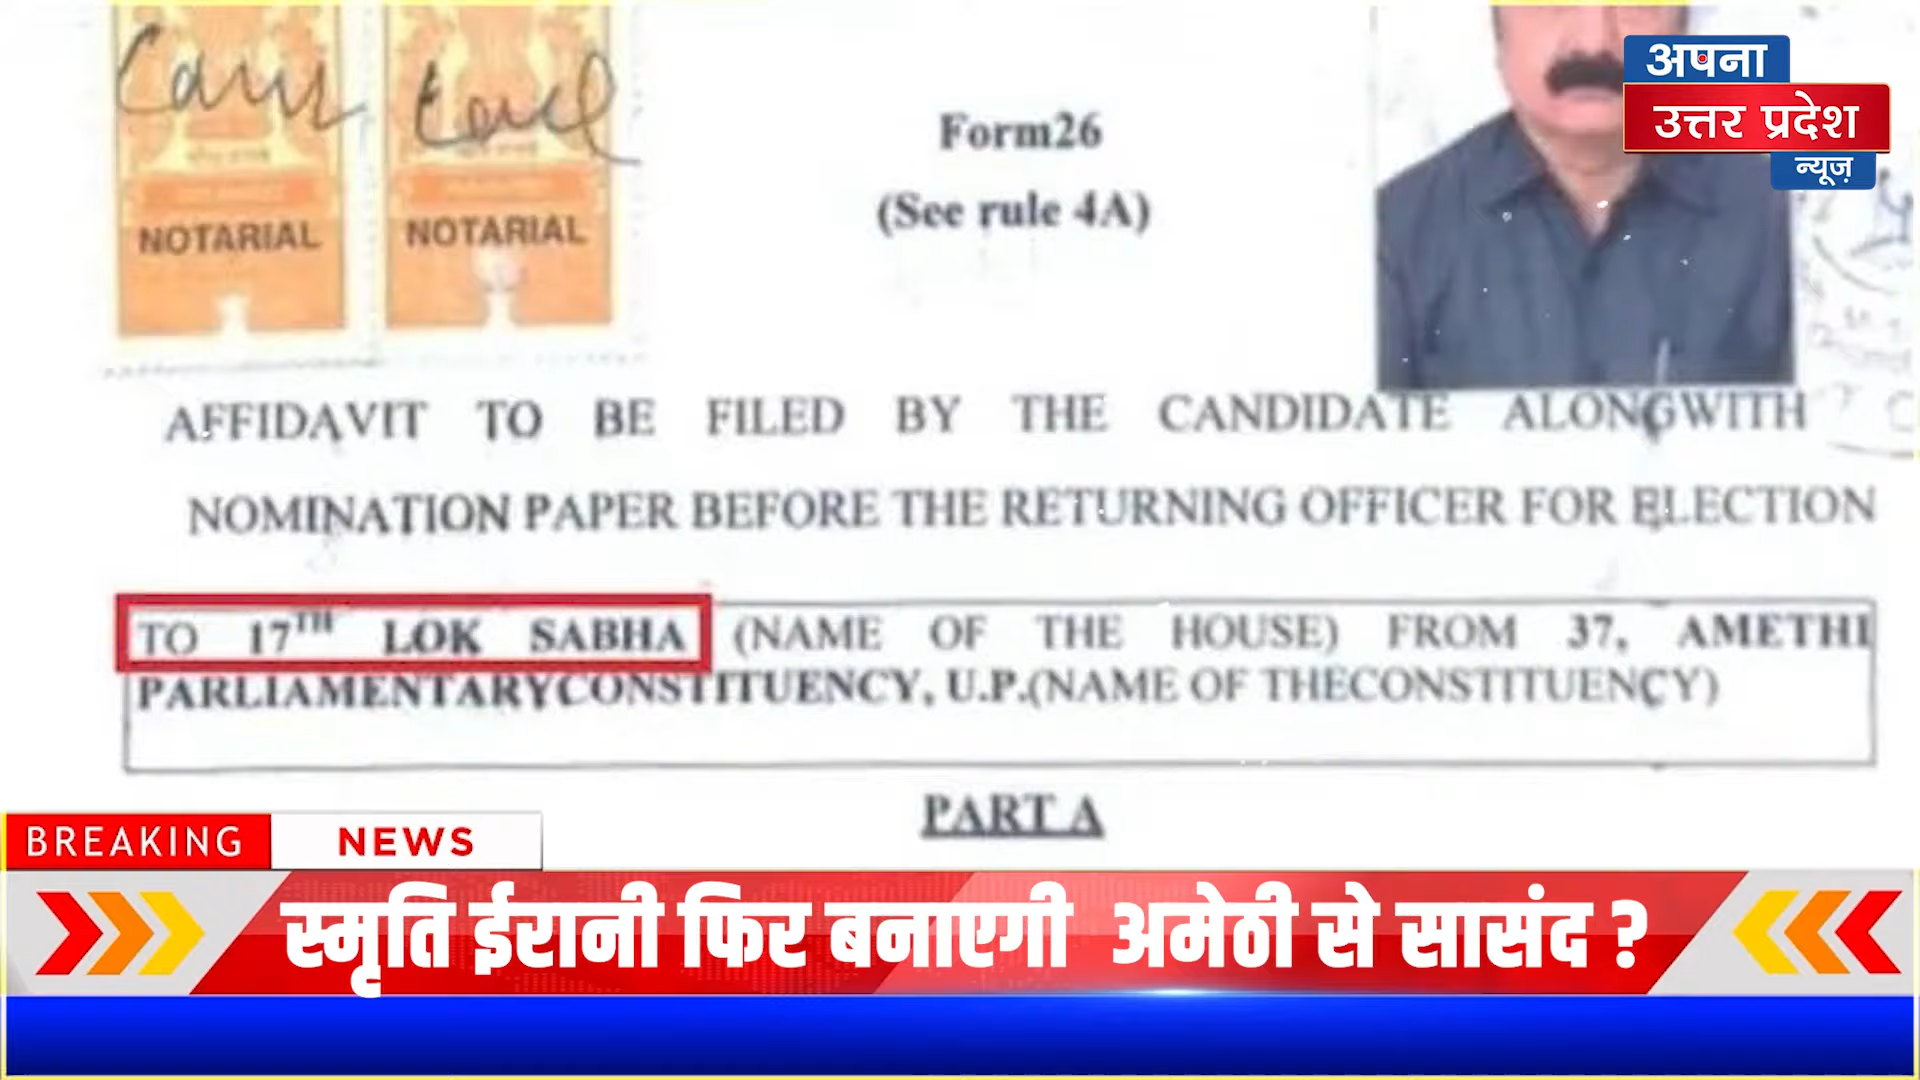 अपना
उत्तर प्रदेश
न्यूज़
NOTARIAL NOTARIAL
Form26
(See rule 4A)
AFFIDAVIT TO BE FILED BY THE CANDIDATE ALONGWITH
NOMINATION PAPER BEFORE THE RETURNING OFFICER FOR ELECTION
TO 17TH LOK SABHA (NAME OF THE HOUSE) FROM 37, AMETHI
PARLIAMENTARYCONSTITUENCY, U.P.(NAME OF THECONSTITUENCY)
PART A
BREAKING NEWS
स्मृति ईरानी फिर बनाएगी अमेठी से सासंद ?